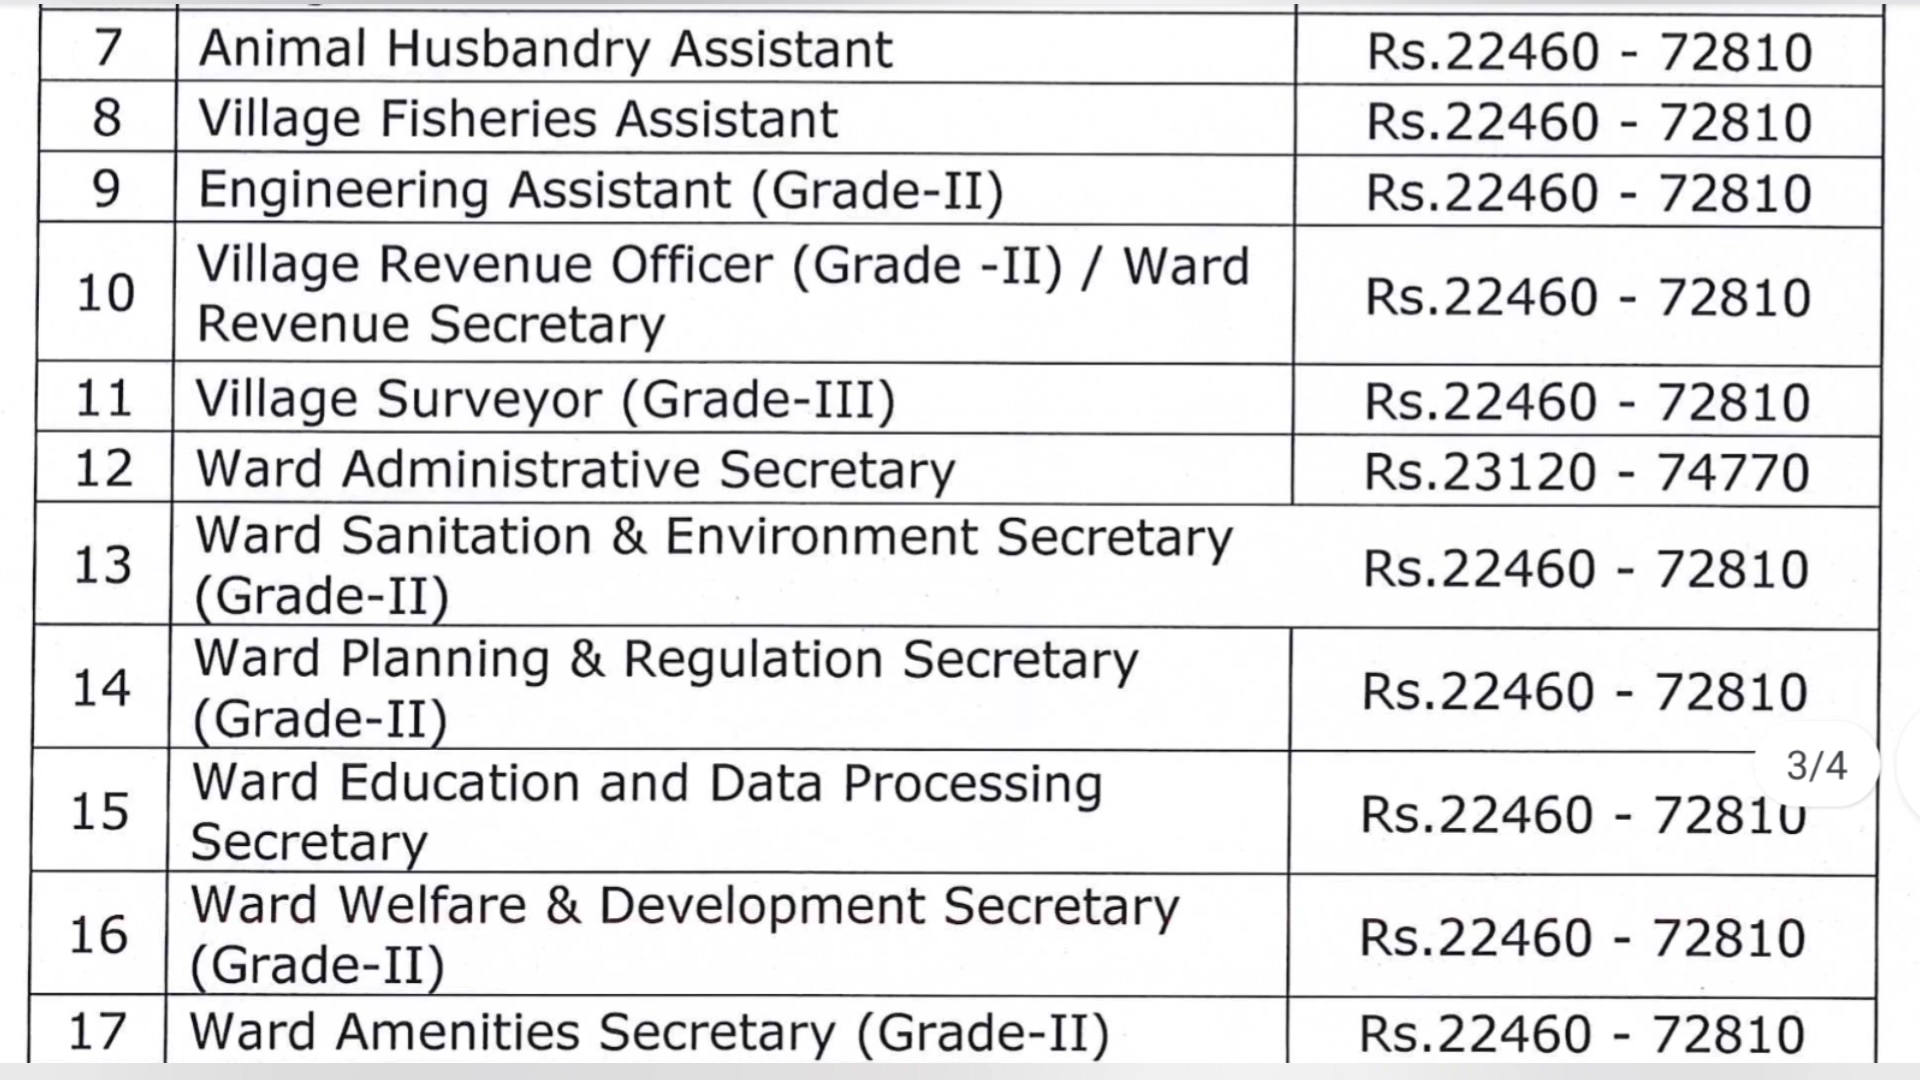 7 Animal Husbandry Assistant Rs.22460 - 72810
8 Village Fisheries Assistant Rs.22460 - 72810
9 Engineering Assistant (Grade-II) Rs.22460 - 72810
10 Village Revenue Officer (Grade -II) / Ward Rs.22460 - 72810
Revenue Secretary
11 Village Surveyor (Grade-III) Rs.22460 - 72810
12 Ward Administrative Secretary Rs.23120 - 74770
13 Ward Sanitation & Environment Secretary Rs.22460 - 72810
(Grade-II)
14 Ward Planning & Regulation Secretary Rs.22460 - 72810
(Grade-II)
3/4
15 Ward Education and Data Processing Rs.22460 - 72810
Secretary
16 Ward Welfare & Development Secretary Rs.22460 - 72810
(Grade-II)
17 Ward Amenities Secretary (Grade-II) Rs.22460 - 72810